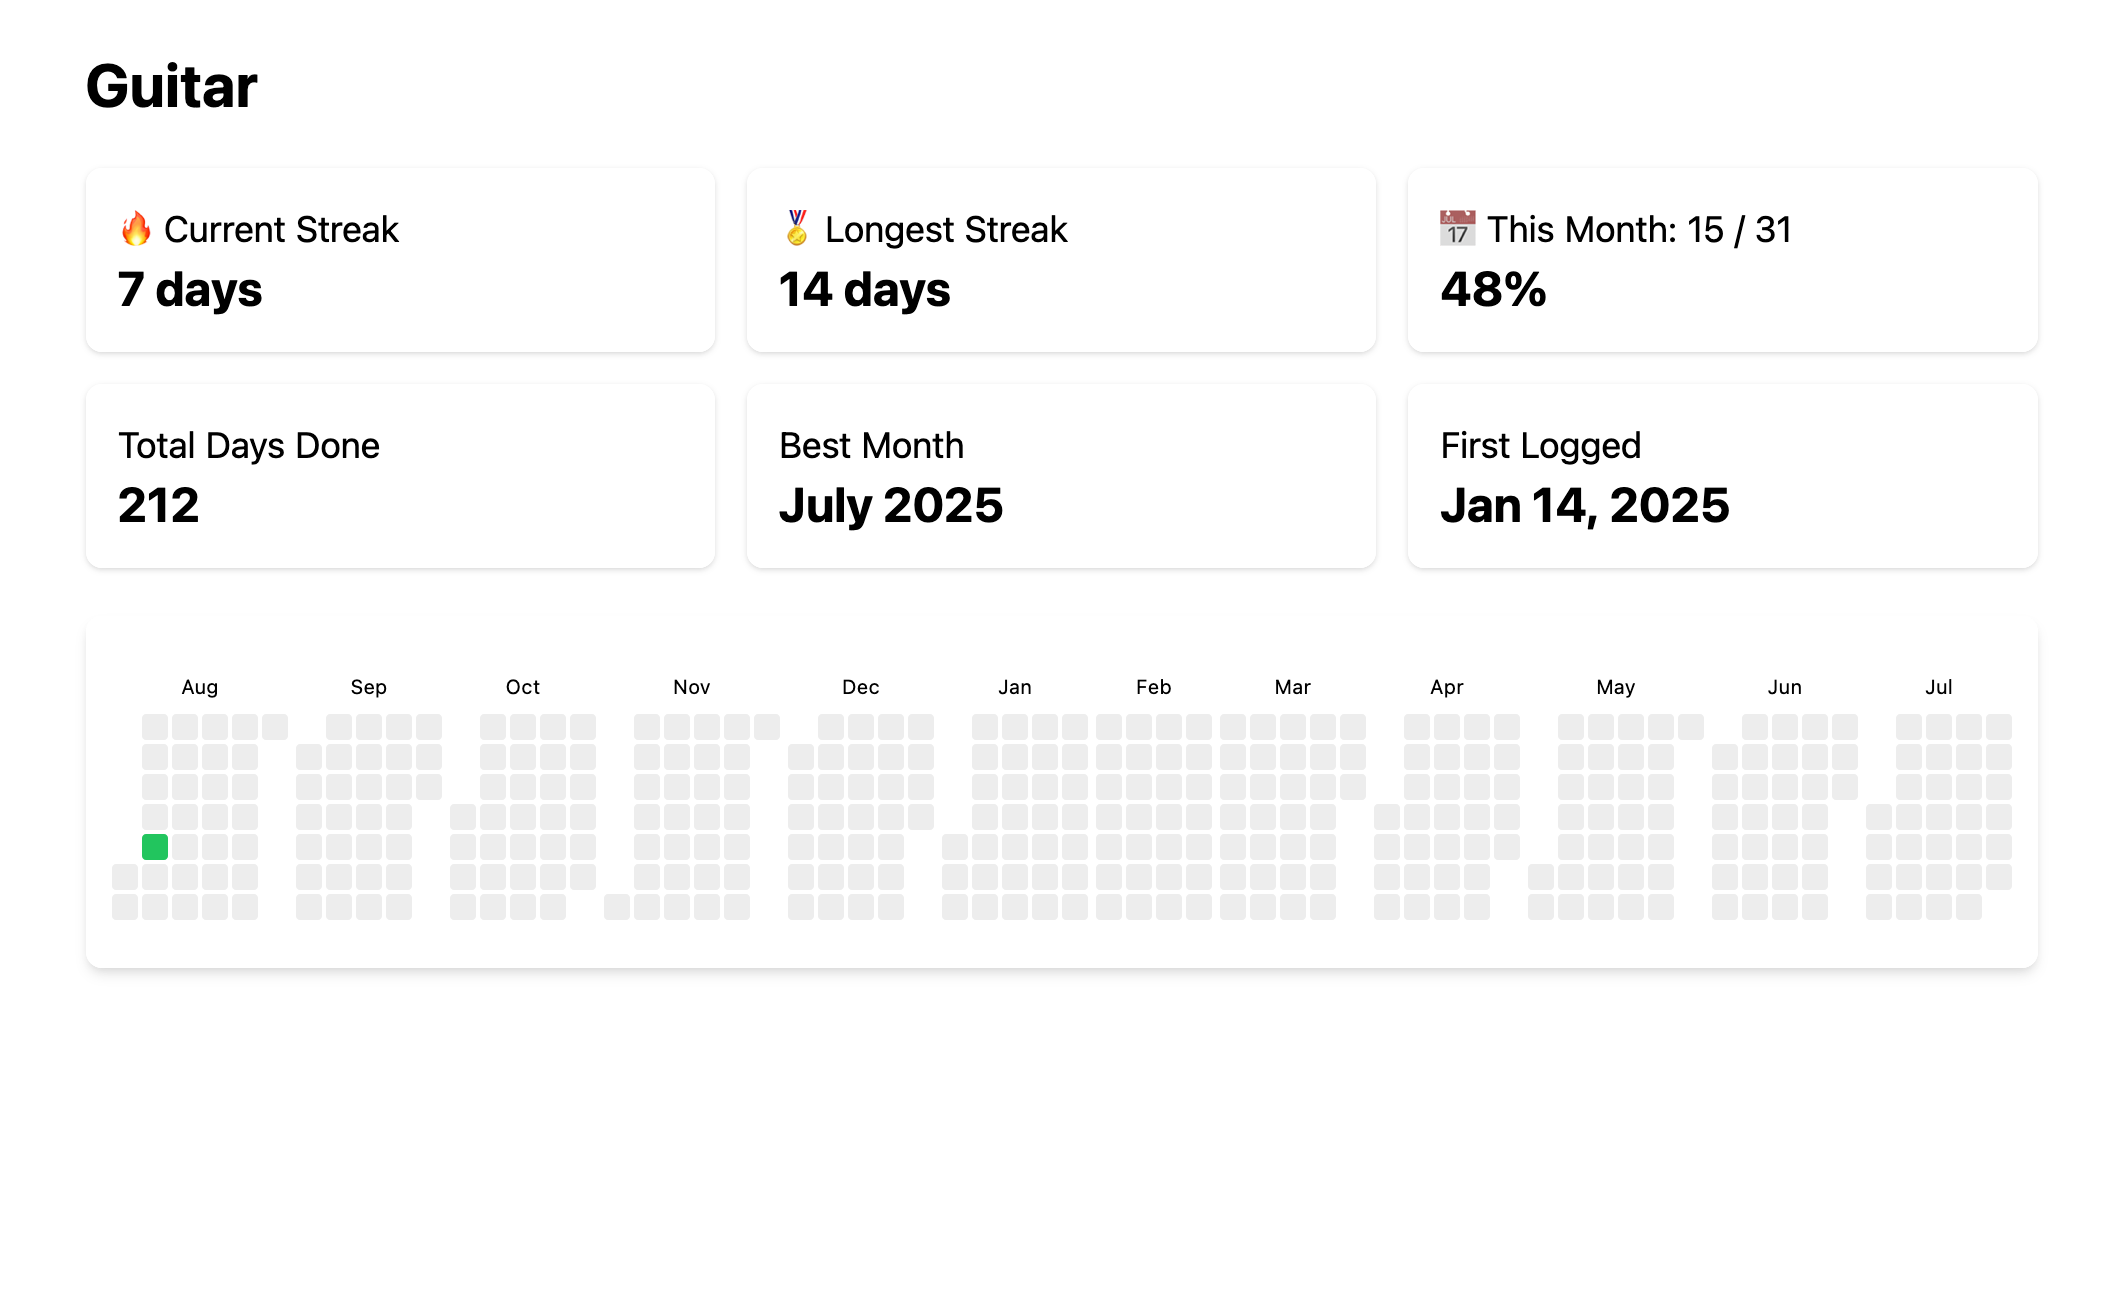 Guitar
🔥 Current Streak
7 days
🏅 Longest Streak
14 days
📅 This Month: 15 / 31
48%
Total Days Done
212
Best Month
July 2025
First Logged
Jan 14, 2025
Aug Sep Oct Nov Dec Jan Feb Mar Apr May Jun Jul